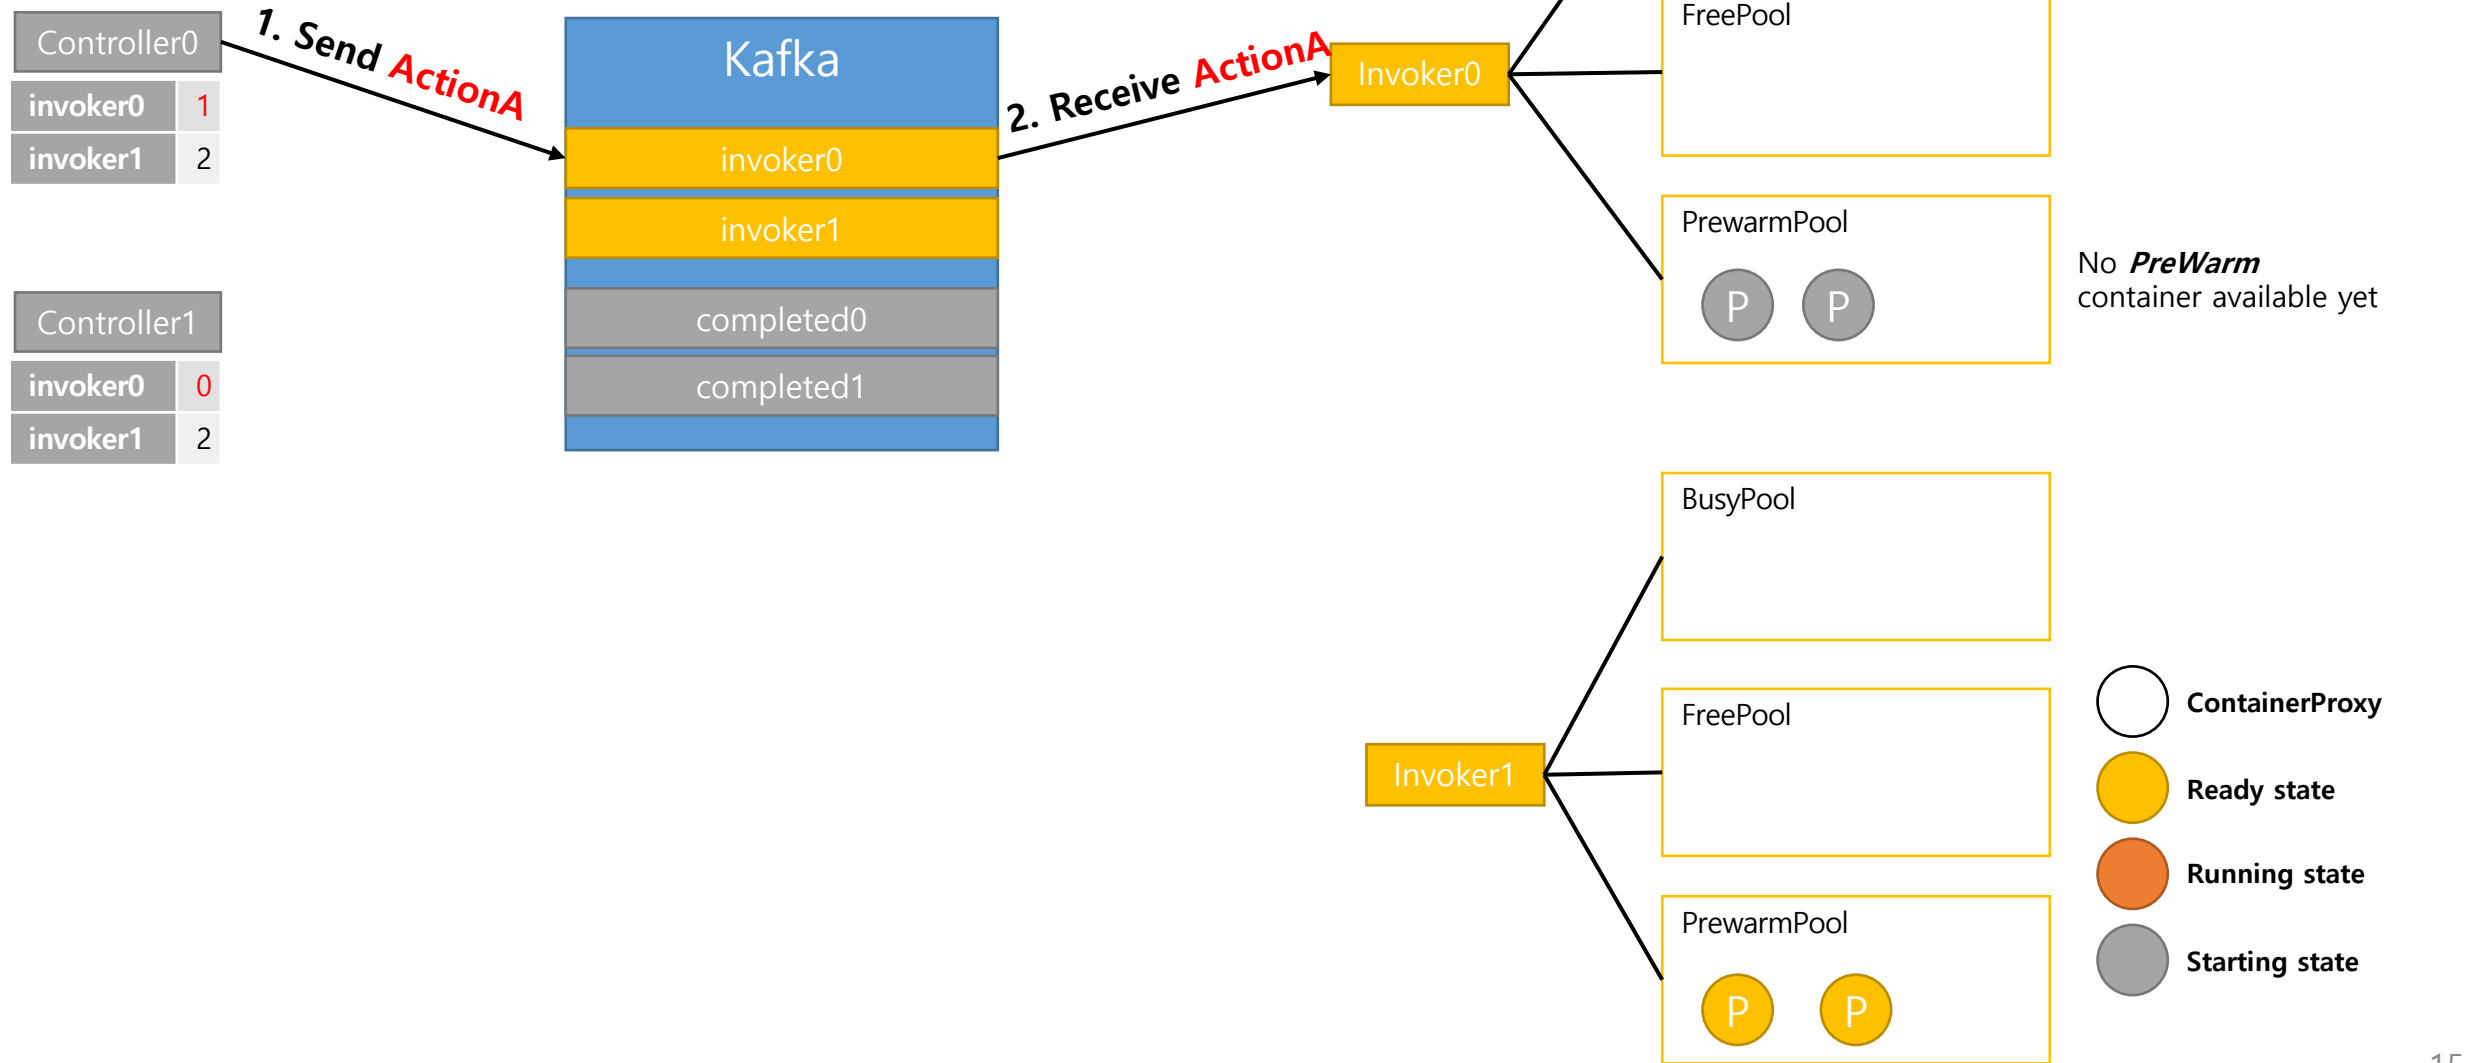 Controller0
invoker0 1
invoker1 2
1. Send ActionA
Kafka
invoker0
invoker1
completed0
completed1
2. Receive ActionA
Invoker0
FreePool
PrewarmPool
P P
No PreWarm
container available yet
Controller1
invoker0 0
invoker1 2
Invoker1
BusyPool
FreePool
PrewarmPool
P P
ContainerProxy
Ready state
Running state
Starting state